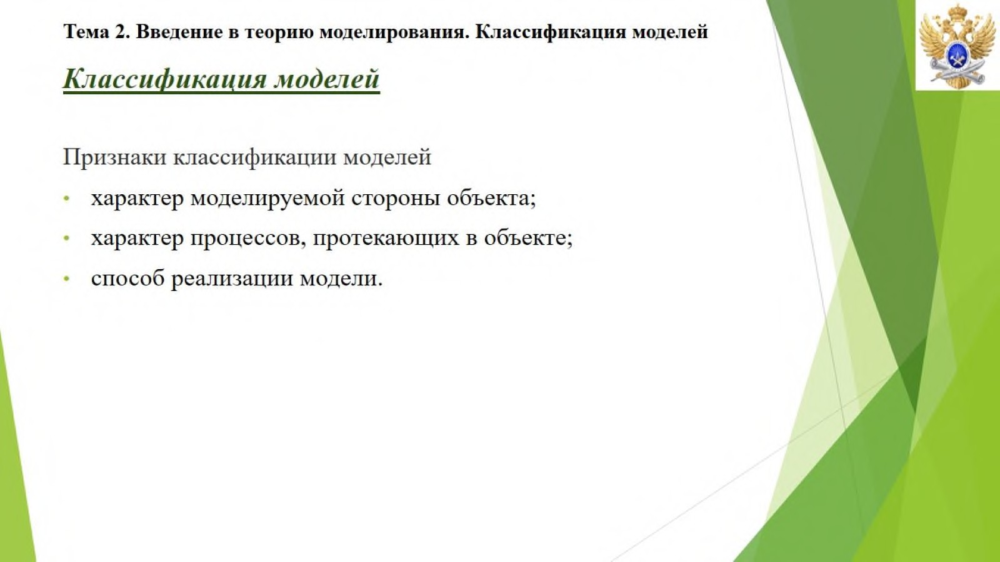 Тема 2. Введение в теорию моделирования. Классификация моделей
Классификация моделей
Признаки классификации моделей
• характер моделируемой стороны объекта;
• характер процессов, протекающих в объекте;
• способ реализации модели.